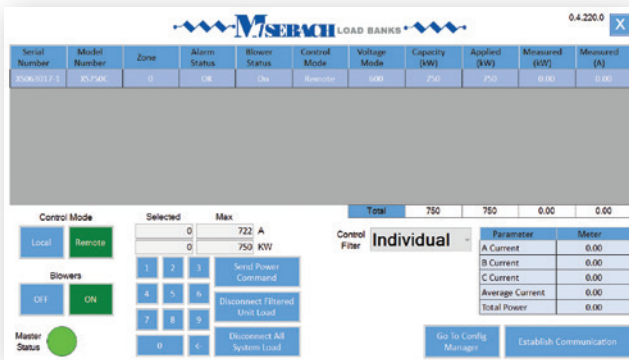 0.4.220.0
X
MOSEBACH LOAD BANKS
Serial Number Model Number Zone Alarm Status Blower Status Control Mode Voltage Mode Capacity (kW) Applied (kW) Measured (kW) Measured (A)
X5750C 0 OK On Remote 600 750 750 0.00 0.00
Total 750 750 0.00 0.00
Control Mode
Local Remote
Blowers
OFF ON
Master Status
Selected Max
0 722 A
0 750 KW
1 2 3
4 5 6
7 8 9
0 <-
Send Power Command
Disconnect Filtered Unit Load
Disconnect All System Load
Control Filter Individual
Parameter Meter
A Current 0.00
B Current 0.00
C Current 0.00
Average Current 0.00
Total Power 0.00
Go To Config Manager
Establish Communication